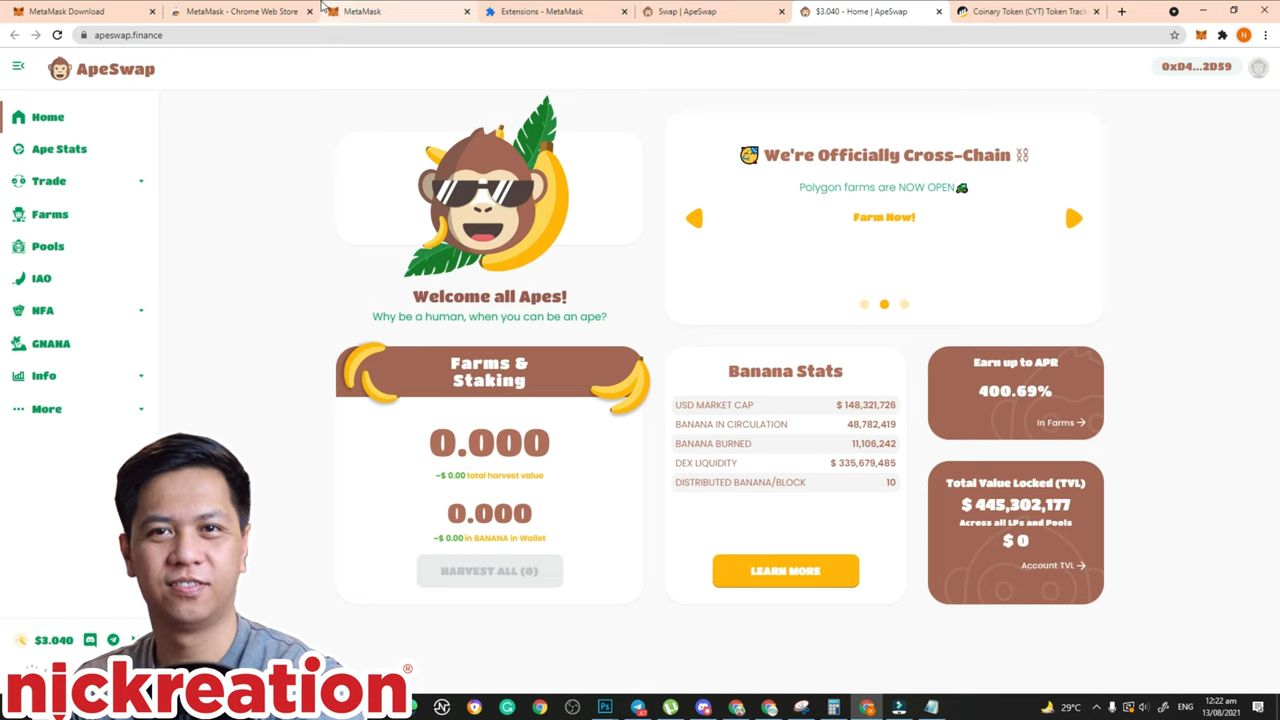 MetaMask Download
MetaMask - Chrome Web Store
MetaMask
Extensions - MetaMask
Swap | ApeSwap
$3.040 - Home | ApeSwap
Coinary Token (CYT) Token Track
apeswap.finance
N
ApeSwap
0xD4...2D59
Home
Ape Stats
Trade
Farms
Pools
IAO
NFA
GNANA
Info
More
$3.040
Welcome all Apes!
Why be a human, when you can be an ape?
We're Officially Cross-Chain
Polygon farms are NOW OPEN
Farm Now!
Farms &
Staking
0.000
~$ 0.00 total harvest value
0.000
~$ 0.00 in BANANA in Wallet
HARVEST ALL (0)
Banana Stats
USD MARKET CAP $ 148,321,726
BANANA IN CIRCULATION 48,782,419
BANANA BURNED 11,106,242
DEX LIQUIDITY $ 335,679,485
DISTRIBUTED BANANA/BLOCK 10
LEARN MORE
Earn up to APR
400.69%
In Farms
Total Value Locked (TVL)
$ 445,302,177
Across all LPs and Pools
$ 0
Account TVL
nickreation®
29°C
ENG
12:22 am
13/08/2021